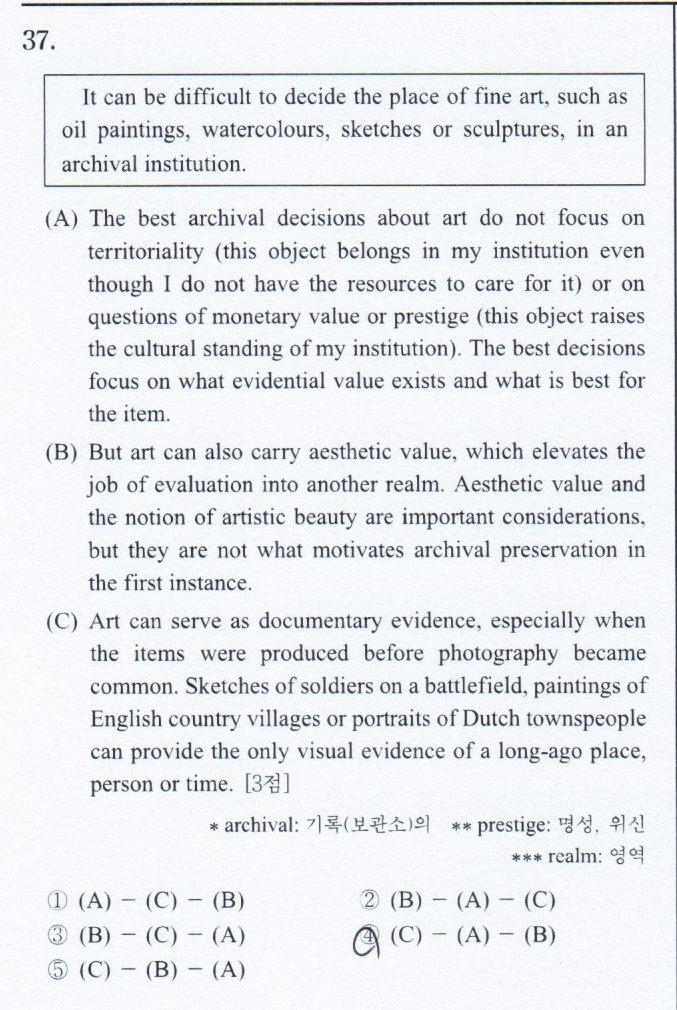 37.
It can be difficult to decide the place of fine art, such as
oil paintings, watercolours, sketches or sculptures, in an
archival institution.
(A) The best archival decisions about art do not focus on
territoriality (this object belongs in my institution even
though I do not have the resources to care for it) or on
questions of monetary value or prestige (this object raises
the cultural standing of my institution). The best decisions
focus on what evidential value exists and what is best for
the item.
(B) But art can also carry aesthetic value, which elevates the
job of evaluation into another realm. Aesthetic value and
the notion of artistic beauty are important considerations,
but they are not what motivates archival preservation in
the first instance.
(C) Art can serve as documentary evidence, especially when
the items were produced before photography became
common. Sketches of soldiers on a battlefield, paintings of
English country villages or portraits of Dutch townspeople
can provide the only visual evidence of a long-ago place,
person or time. [3점]
* archival: 기록(보관소)의 ** prestige: 명성, 위신
*** realm: 영역
① (A) - (C) - (B) ② (B) - (A) - (C)
③ (B) - (C) - (A) ④ (C) - (A) - (B)
⑤ (C) - (B) - (A)